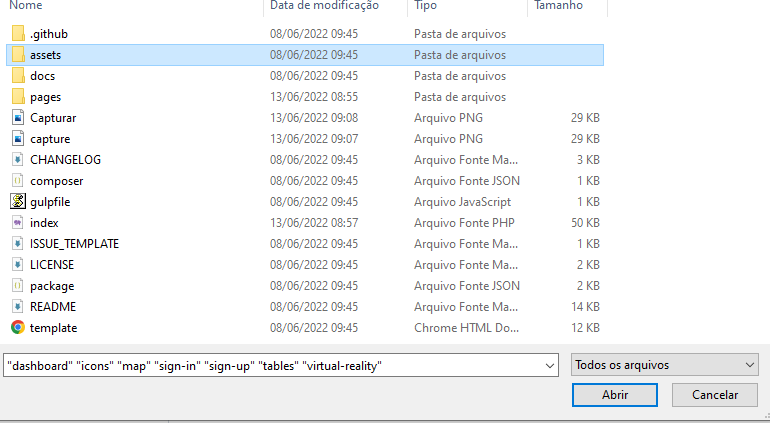 Nome Data de modificação Tipo Tamanho
.github 08/06/2022 09:45 Pasta de arquivos
assets 08/06/2022 09:45 Pasta de arquivos
docs 08/06/2022 09:45 Pasta de arquivos
pages 13/06/2022 08:55 Pasta de arquivos
Capturar 13/06/2022 09:08 Arquivo PNG 29 KB
capture 13/06/2022 09:07 Arquivo PNG 29 KB
CHANGELOG 08/06/2022 09:45 Arquivo Fonte Ma... 3 KB
composer 08/06/2022 09:45 Arquivo Fonte JSON 1 KB
gulpfile 08/06/2022 09:45 Arquivo JavaScript 1 KB
index 13/06/2022 08:57 Arquivo Fonte PHP 50 KB
ISSUE_TEMPLATE 08/06/2022 09:45 Arquivo Fonte Ma... 1 KB
LICENSE 08/06/2022 09:45 Arquivo Fonte Ma... 2 KB
package 08/06/2022 09:45 Arquivo Fonte JSON 2 KB
README 08/06/2022 09:45 Arquivo Fonte Ma... 14 KB
template 08/06/2022 09:45 Chrome HTML Do... 12 KB
"dashboard" "icons" "map" "sign-in" "sign-up" "tables" "virtual-reality" Todos os arquivos
Abrir Cancelar